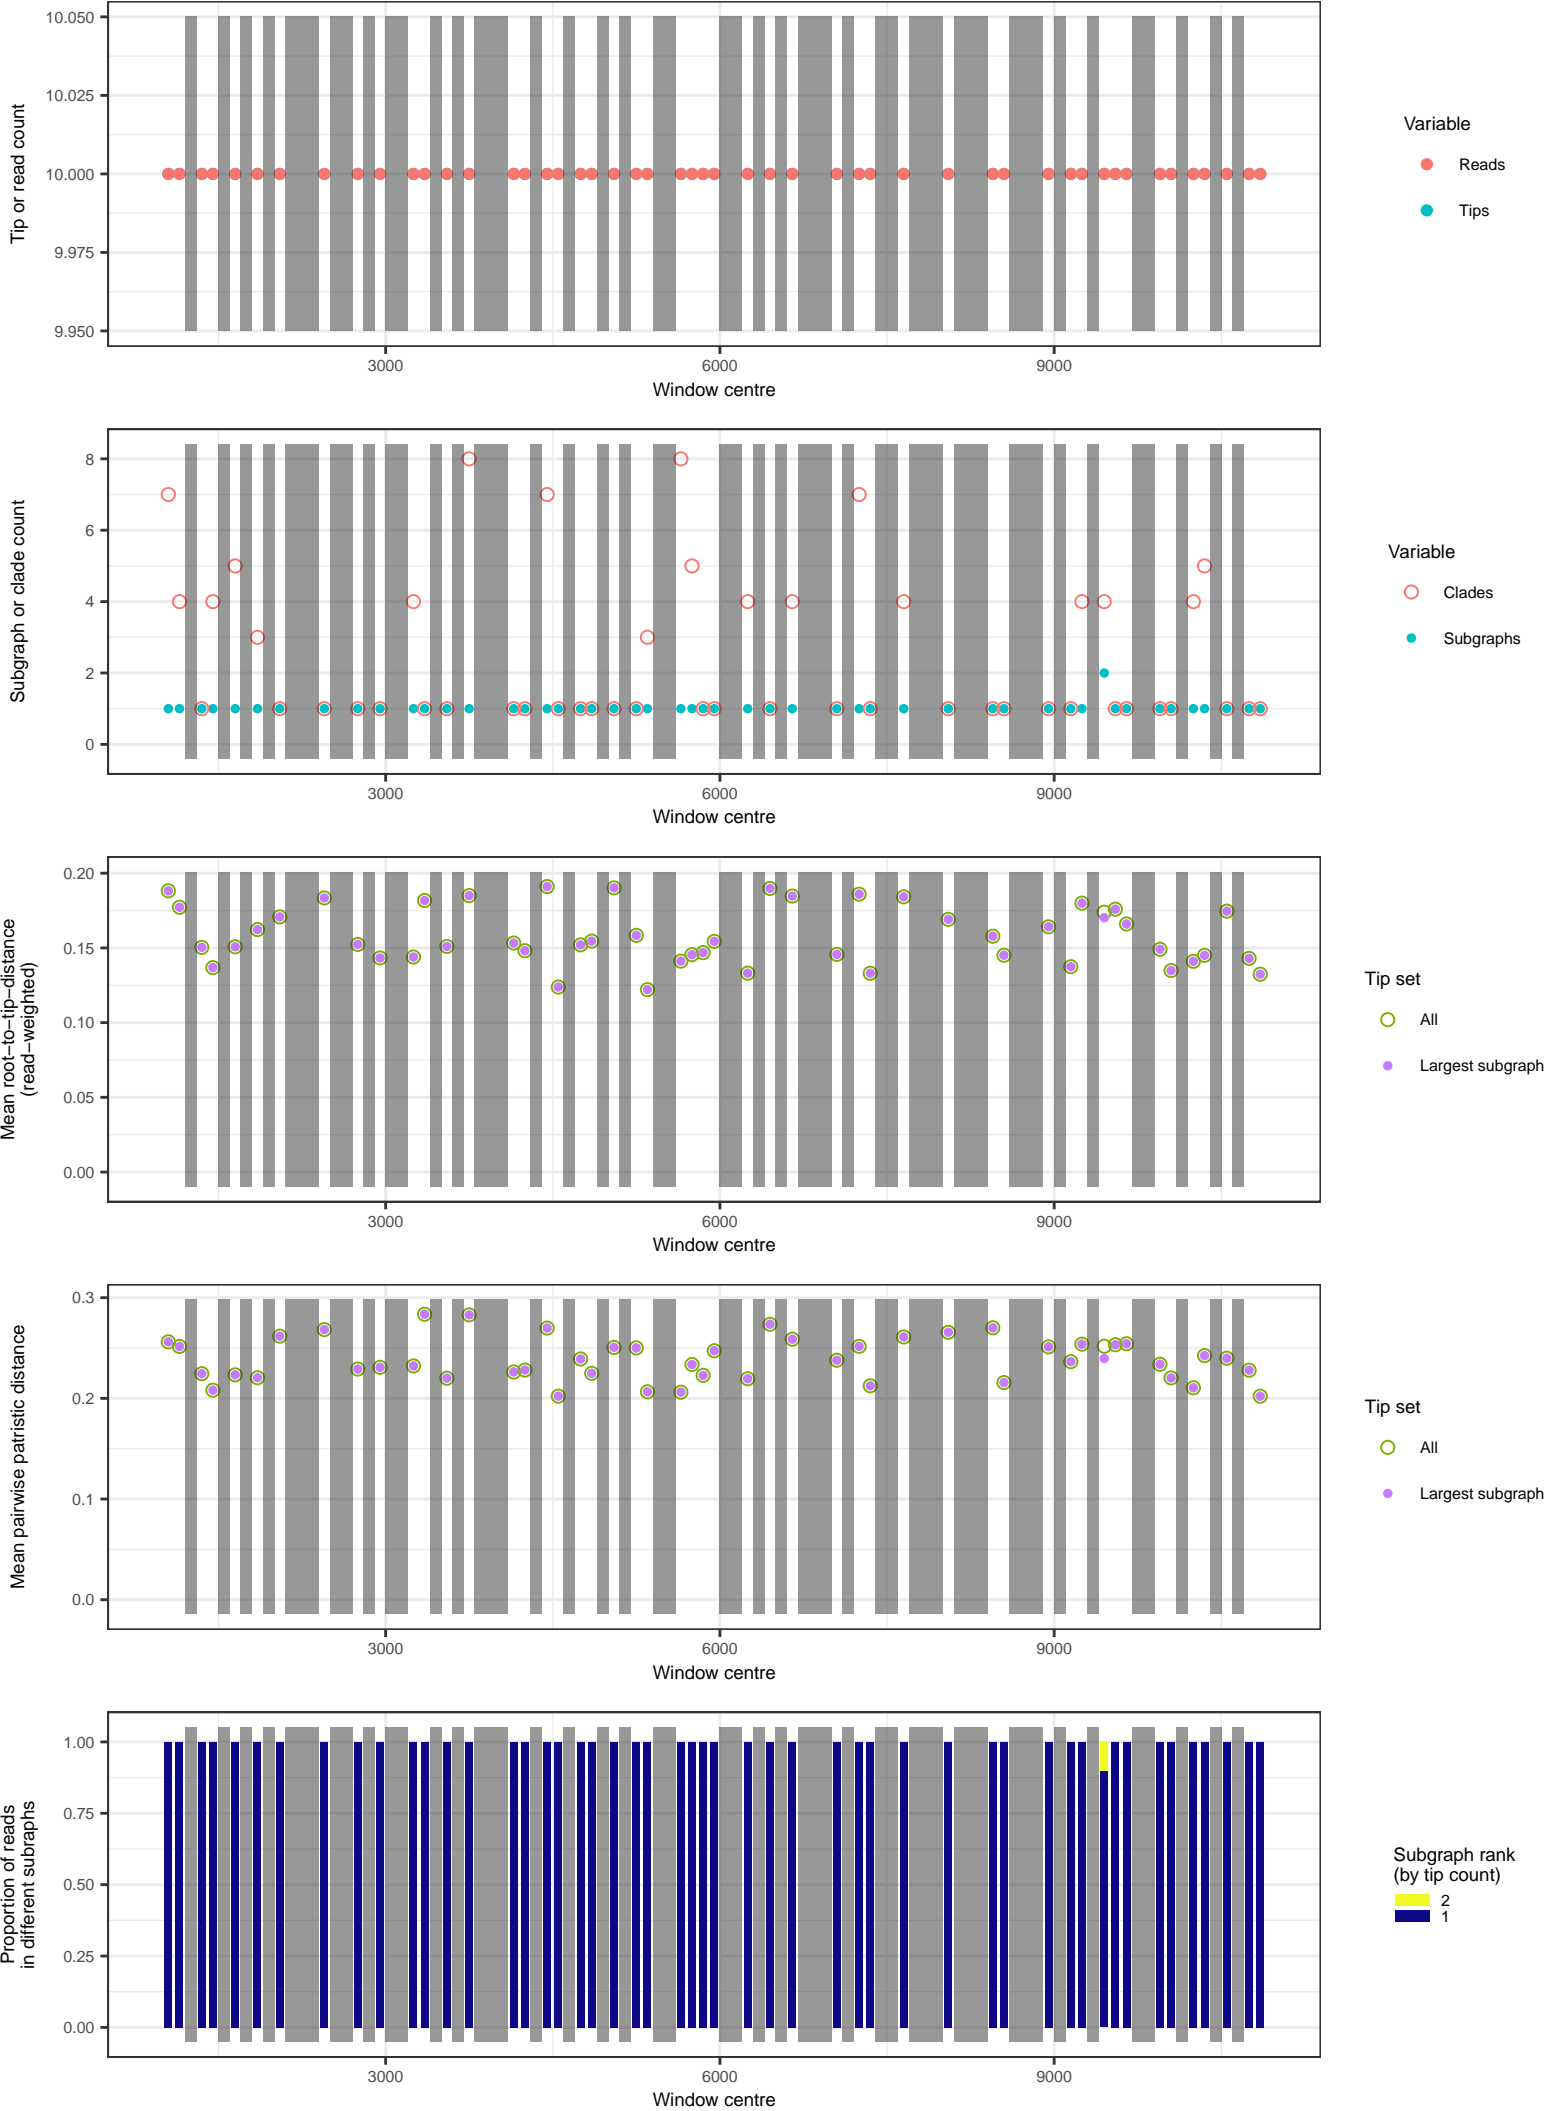 10.050
10.025
10.000
9.975
9.950
Tip or read count
3000
6000
9000
Window centre
Variable
Reads
Tips
8
6
4
2
0
Subgraph or clade count
3000
6000
9000
Window centre
Variable
Clades
Subgraphs
0.20
0.15
0.10
0.05
0.00
Mean root−to−tip−distance
(read−weighted)
3000
6000
9000
Window centre
Tip set
All
Largest subgraph
0.3
0.2
0.1
0.0
Mean pairwise patristic distance
3000
6000
9000
Window centre
Tip set
All
Largest subgraph
1.00
0.75
0.50
0.25
0.00
Proportion of reads
in different subraphs
3000
6000
9000
Window centre
Subgraph rank
(by tip count)
2
1